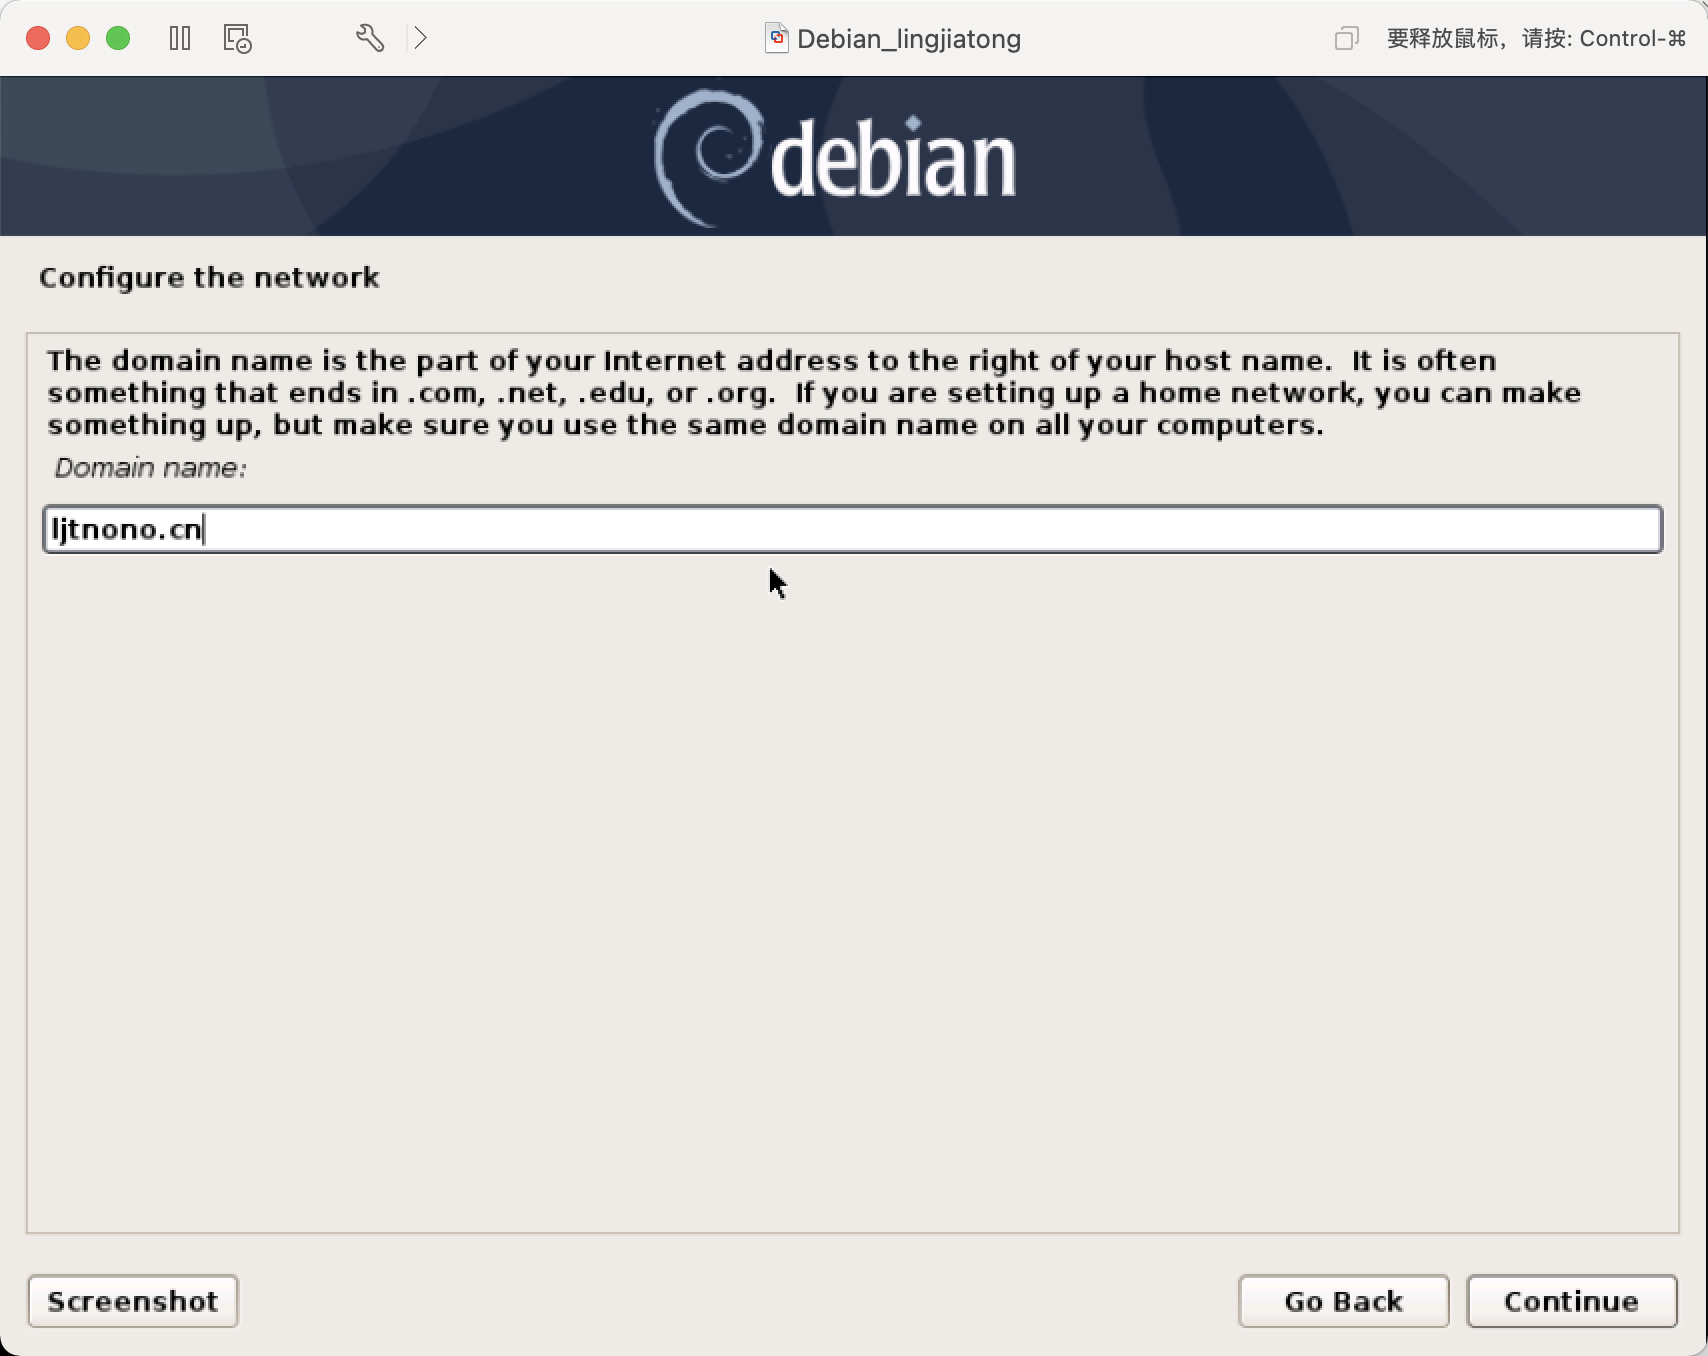 Debian_lingjiatong
要释放鼠标，请按: Control-⌘
debian
Configure the network
The domain name is the part of your Internet address to the right of your host name.  It is often
something that ends in .com, .net, .edu, or .org.  If you are setting up a home network, you can make
something up, but make sure you use the same domain name on all your computers.
Domain name:
ljtnono.cn
Screenshot
Go Back
Continue